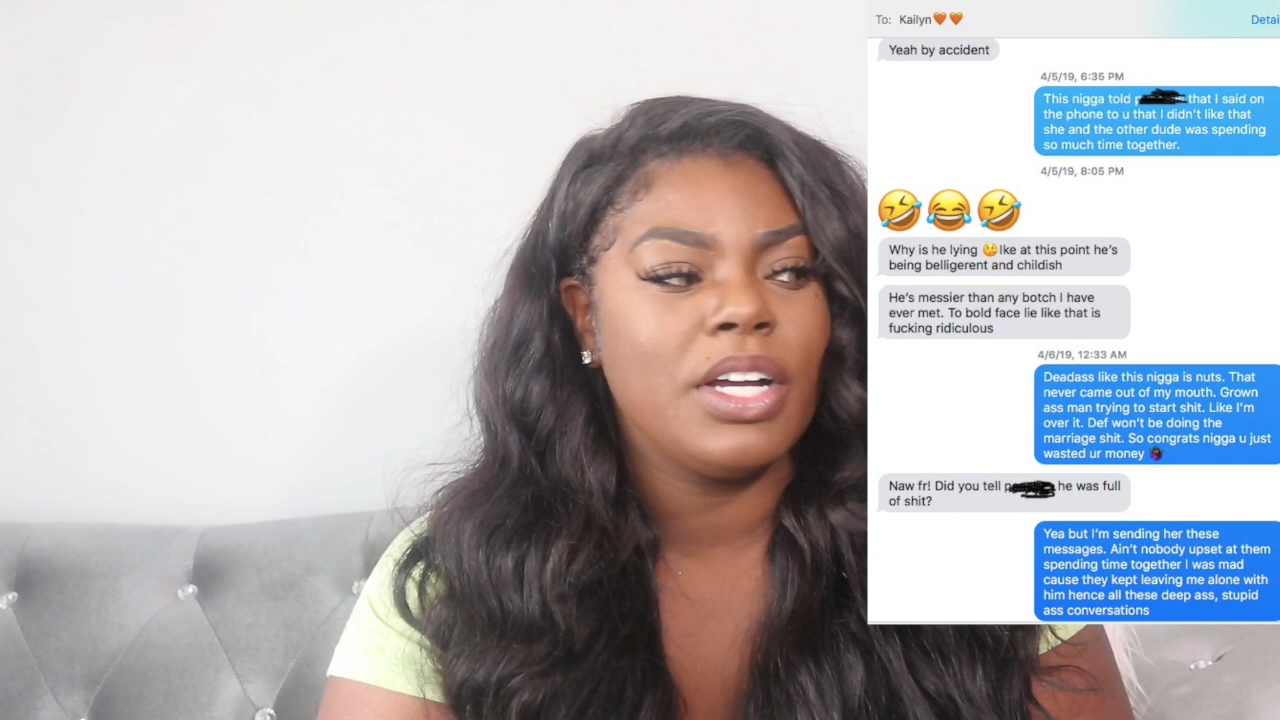 To: Kailyn🧡🧡
Detai
Yeah by accident
4/5/19, 6:35 PM
This nigga told that I said on
the phone to u that I didn't like that
she and the other dude was spending
so much time together.
4/5/19, 8:05 PM
🤣😂🤣
Why is he lying 🤨Ike at this point he's
being belligerent and childish
He's messier than any botch I have
ever met. To bold face lie like that is
fucking ridiculous
4/6/19, 12:33 AM
Deadass like this nigga is nuts. That
never came out of my mouth. Grown
ass man trying to start shit. Like I'm
over it. Def won't be doing the
marriage shit. So congrats nigga u just
wasted ur money
Naw fr! Did you tell he was full
of shit?
Yea but I'm sending her these
messages. Ain't nobody upset at them
spending time together I was mad
cause they kept leaving me alone with
him hence all these deep ass, stupid
ass conversations